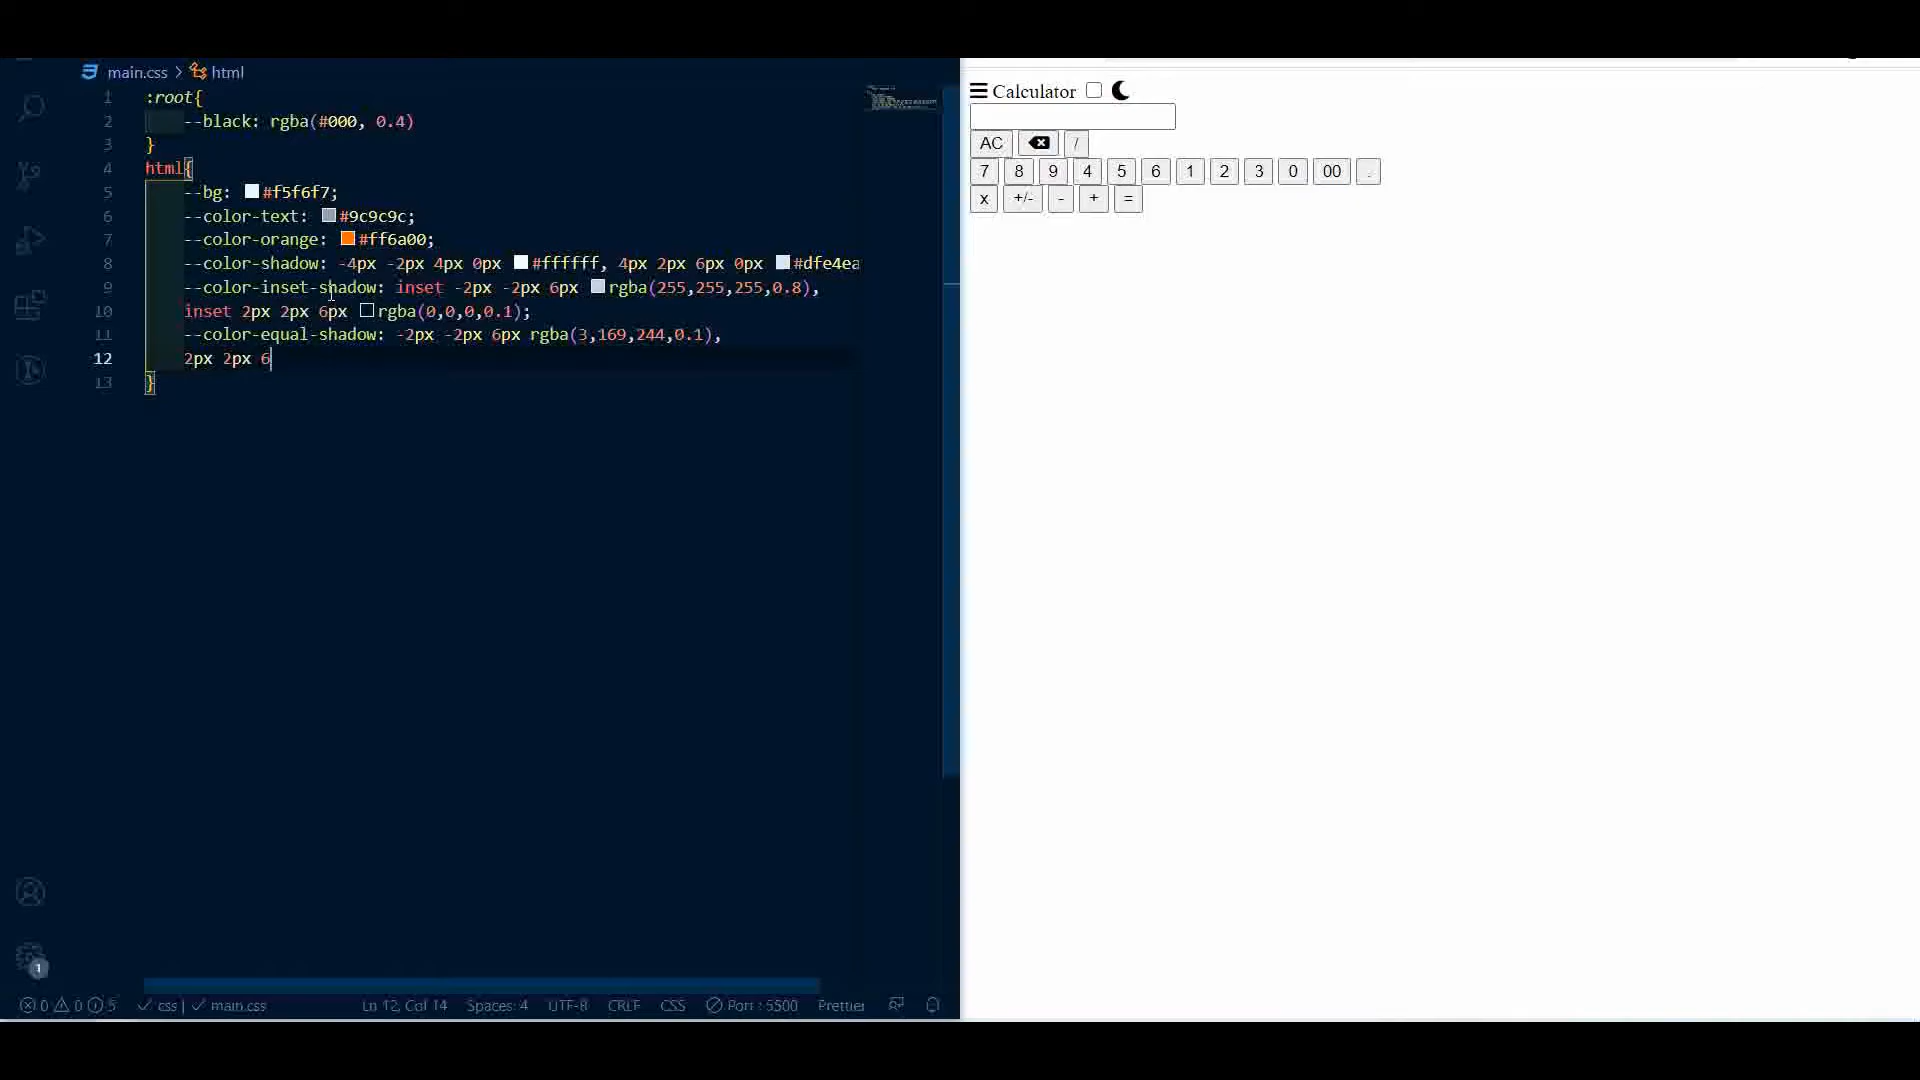 main.css > html
1 :root{
2 --black: rgba(#000, 0.4)
3 }
4 html{
5 --bg: #f5f6f7;
6 --color-text: #9c9c9c;
7 --color-orange: #ff6a00;
8 --color-shadow: -4px -2px 4px 0px #ffffff, 4px 2px 6px 0px #dfe4ea
9 --color-inset-shadow: inset -2px -2px 6px rgba(255,255,255,0.8),
10 inset 2px 2px 6px rgba(0,0,0,0.1);
11 --color-equal-shadow: -2px -2px 6px rgba(3,169,244,0.1),
12 2px 2px 6
13 }
1
0 0 5 css | main.css Ln 12, Col 14 Spaces: 4 UTF-8 CRLF CSS Port : 5500 Prettier
Calculator
AC /
7 8 9 4 5 6 1 2 3 0 00 .
x +/- - + =